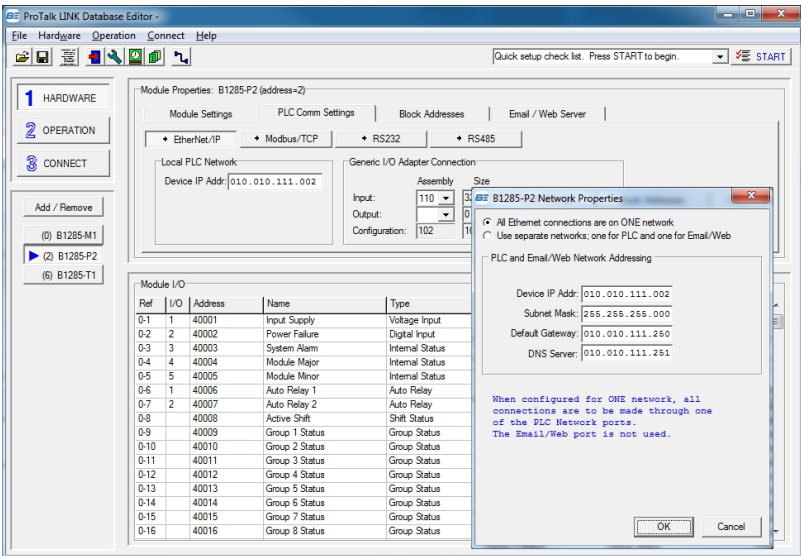 BE ProTalk LINK Database Editor -
File Hardware Operation Connect Help
Quick setup check list. Press START to begin. START
1 HARDWARE
2 OPERATION
3 CONNECT
Add / Remove
(0) B1285-M1
(2) B1285-P2
(6) B1285-T1
Module Properties: B1285-P2 (address=2)
Module Settings PLC Comm Settings Block Addresses Email / Web Server
EtherNet/IP Modbus/TCP RS232 RS485
Local PLC Network
Device IP Addr: 010.010.111.002
Generic I/O Adapter Connection
Assembly Size
Input: 110
Output: 0
Configuration: 102
Module I/O
Ref I/O Address Name Type
0-1 1 40001 Input Supply Voltage Input
0-2 2 40002 Power Failure Digital Input
0-3 3 40003 System Alarm Internal Status
0-4 4 40004 Module Major Internal Status
0-5 5 40005 Module Minor Internal Status
0-6 1 40006 Auto Relay 1 Auto Relay
0-7 2 40007 Auto Relay 2 Auto Relay
0-8 40008 Active Shift Shift Status
0-9 40009 Group 1 Status Group Status
0-10 40010 Group 2 Status Group Status
0-11 40011 Group 3 Status Group Status
0-12 40012 Group 4 Status Group Status
0-13 40013 Group 5 Status Group Status
0-14 40014 Group 6 Status Group Status
0-15 40015 Group 7 Status Group Status
0-16 40016 Group 8 Status Group Status
BE B1285-P2 Network Properties
All Ethernet connections are on ONE network
Use separate networks; one for PLC and one for Email/Web
PLC and Email/Web Network Addressing
Device IP Addr: 010.010.111.002
Subnet Mask: 255.255.255.000
Default Gateway: 010.010.111.250
DNS Server: 010.010.111.251
When configured for ONE network, all
connections are to be made through one
of the PLC Network ports.
The Email/Web port is not used.
OK Cancel